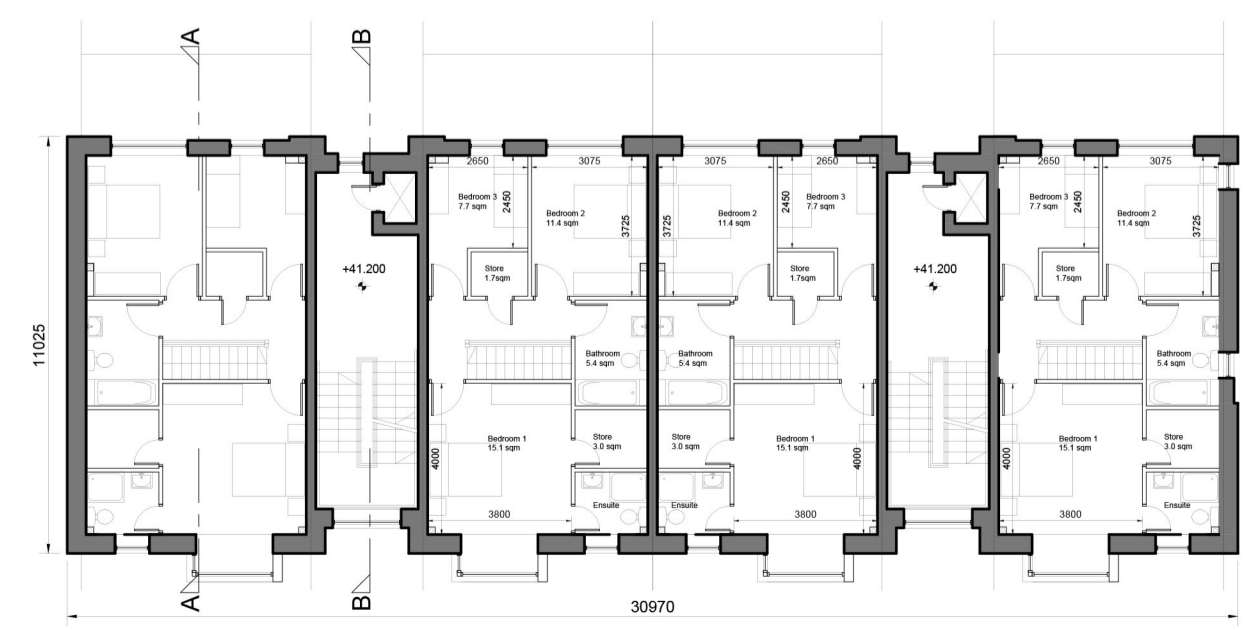 A
B
2650
3075
3075
2650
2650
3075
Bedroom 3
7.7 sqm
2450
Bedroom 2
11.4 sqm
3725
3725
Bedroom 2
11.4 sqm
2450
Bedroom 3
7.7 sqm
Bedroom 3
7.7 sqm
2450
Bedroom 2
11.4 sqm
3725
+41.200
Store
1.7sqm
Store
1.7sqm
+41.200
Store
1.7sqm
11025
Bathroom
5.4 sqm
Bathroom
5.4 sqm
Bathroom
5.4 sqm
Bedroom 1
15.1 sqm
4000
Store
3.0 sqm
Store
3.0 sqm
Bedroom 1
15.1 sqm
4000
Bedroom 1
15.1 sqm
4000
Store
3.0 sqm
Ensuite
Ensuite
Ensuite
3800
3800
3800
A
B
30970